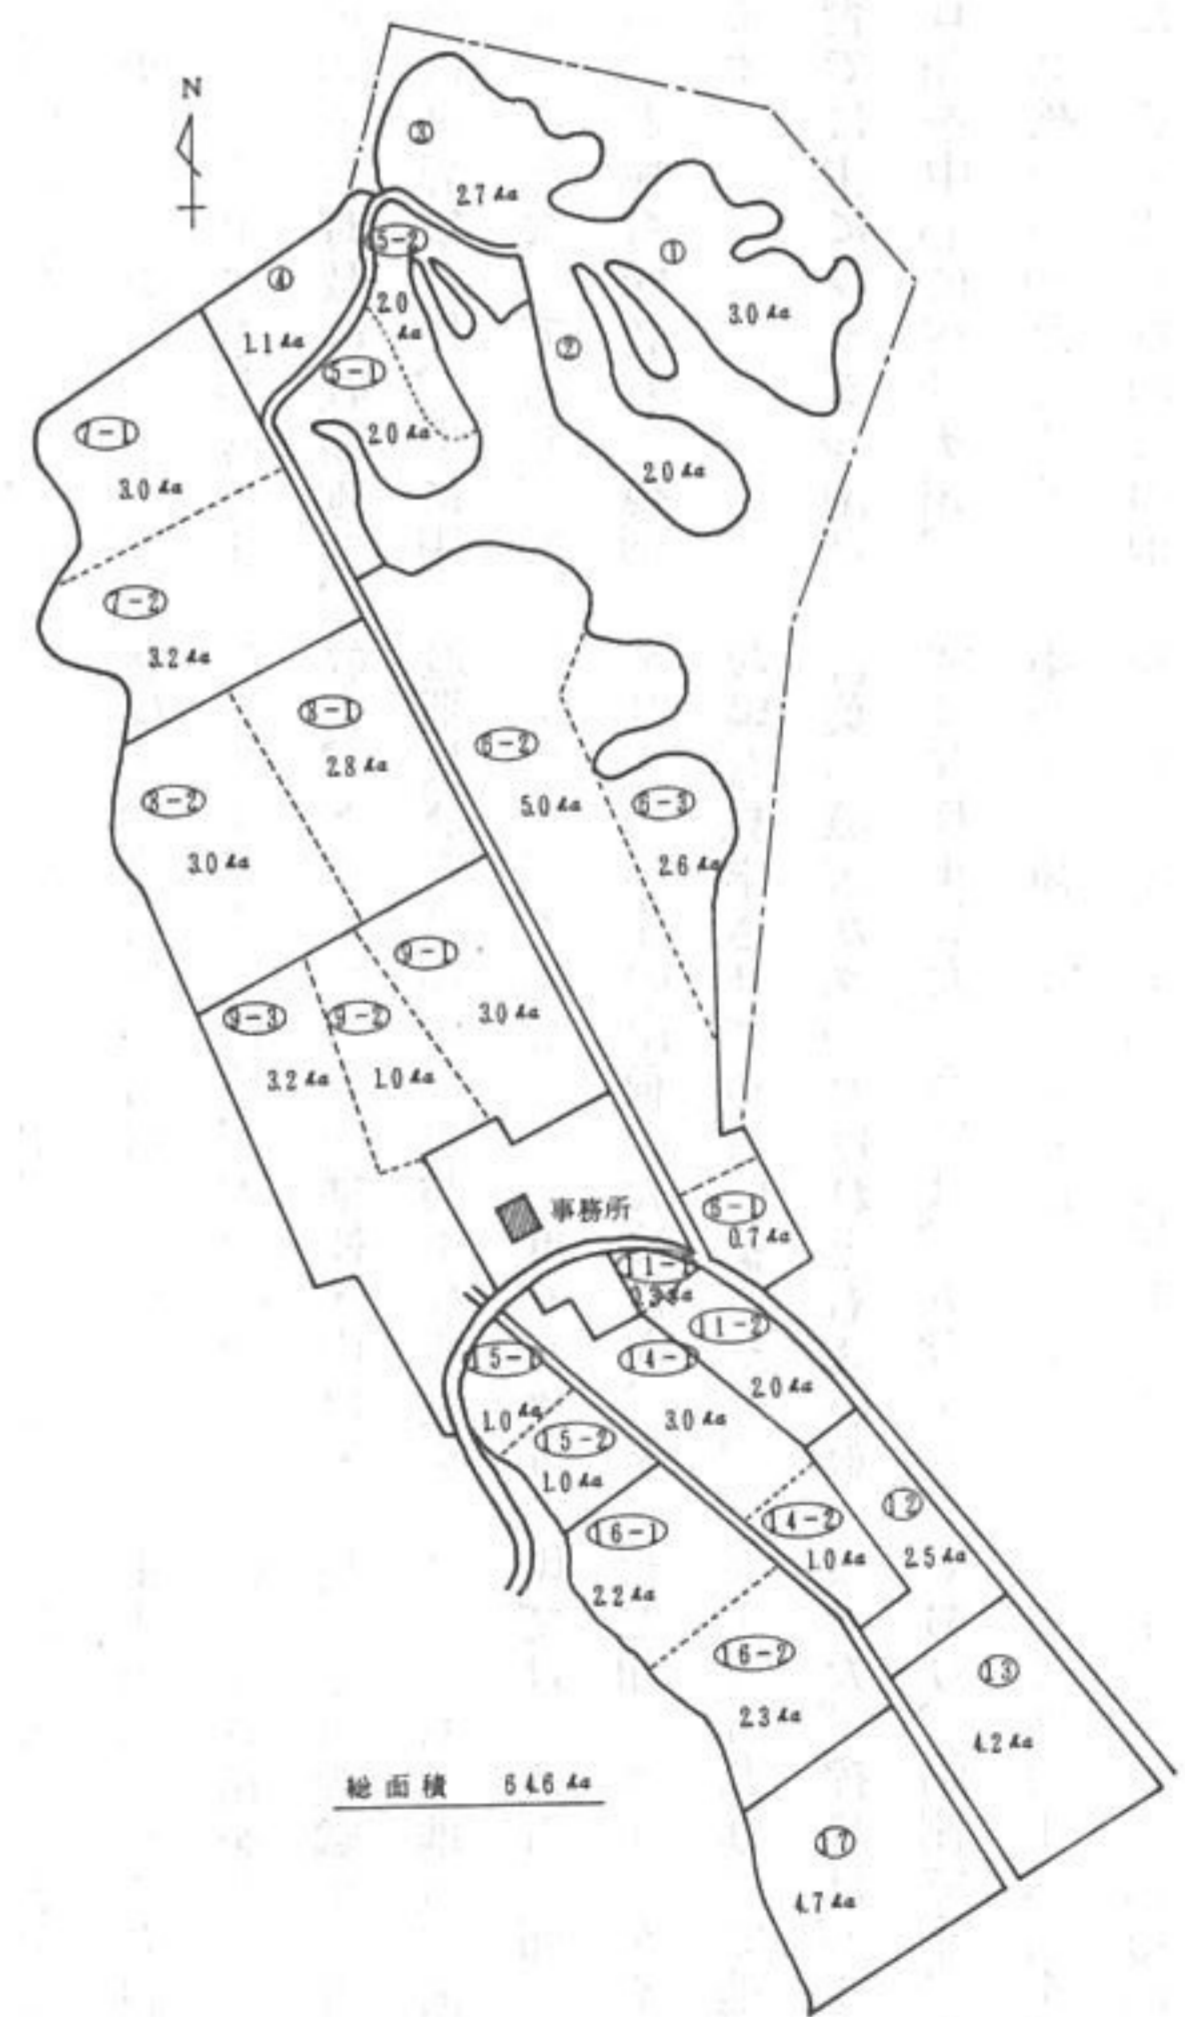 N
③
2.7 ha
①
3.0 ha
②
2.0 ha
5-2
2.0
ha
④
1.1 ha
5-1
2.0 ha
7-1
3.0 ha
7-2
3.2 ha
8-1
2.8 ha
8-2
3.0 ha
6-2
5.0 ha
6-3
2.6 ha
9-1
3.0 ha
9-2
1.0 ha
9-3
3.2 ha
事務所
6-1
0.7 ha
11-1
11-2
2.0 ha
14-1
3.0 ha
15-1
1.0 ha
15-2
1.0 ha
14-2
1.0 ha
⑫
2.5 ha
16-1
2.2 ha
16-2
2.3 ha
⑬
4.2 ha
⑰
4.7 ha
総面積 64.6 ha